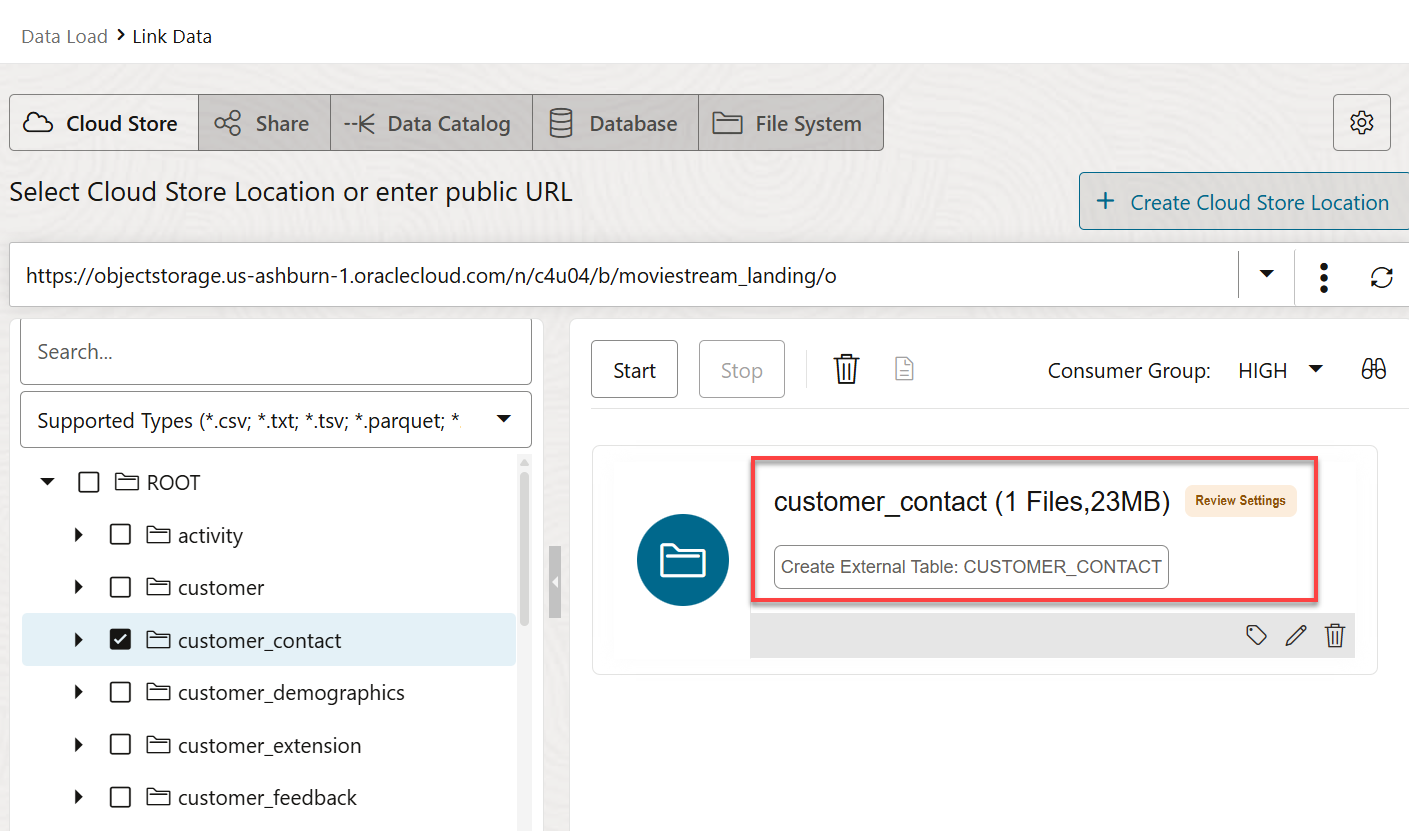 Data Load > Link Data
Cloud Store Share Data Catalog Database File System
Select Cloud Store Location or enter public URL
+ Create Cloud Store Location
https://objectstorage.us-ashburn-1.oraclecloud.com/n/c4u04/b/moviestream_landing/o
Search...
Supported Types (*.csv; *.txt; *.tsv; *.parquet; *
ROOT
activity
customer
customer_contact
customer_demographics
customer_extension
customer_feedback
Start Stop Consumer Group: HIGH
customer_contact (1 Files,23MB) Review Settings
Create External Table: CUSTOMER_CONTACT